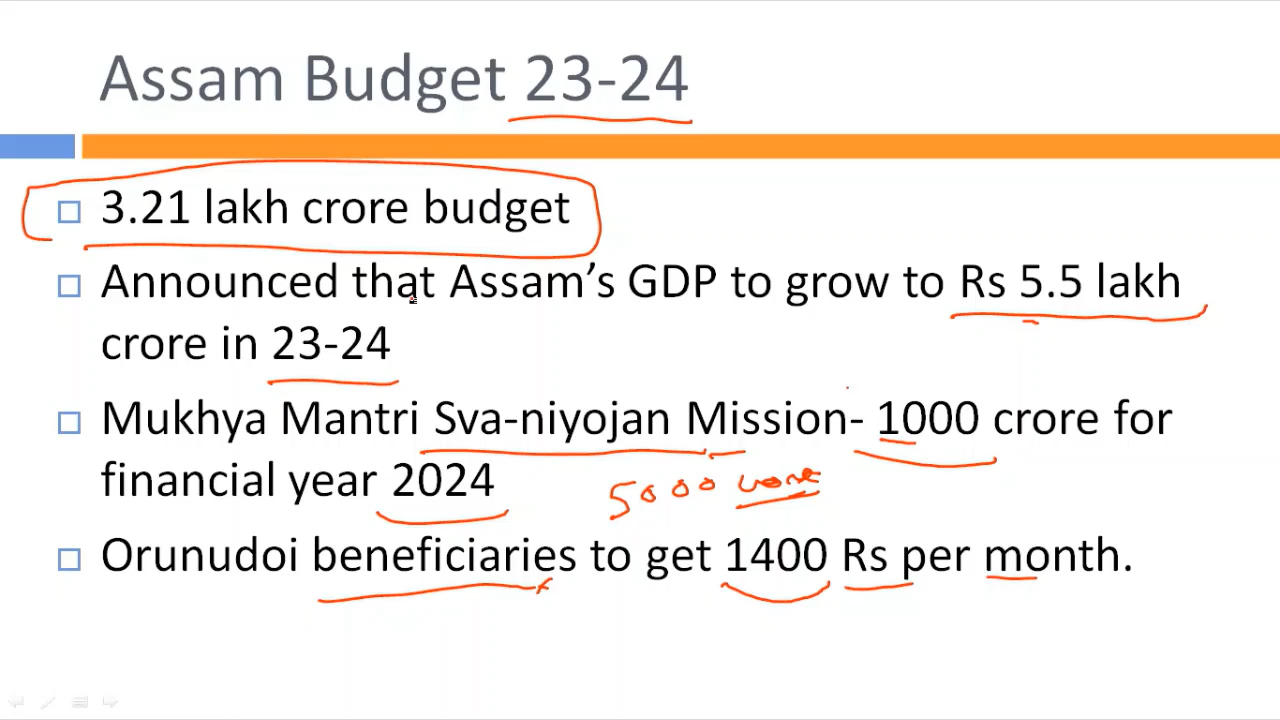 Assam Budget 23-24
3.21 lakh crore budget
Announced that Assam’s GDP to grow to Rs 5.5 lakh
crore in 23-24
Mukhya Mantri Sva-niyojan Mission- 1000 crore for
financial year 2024
5000 crore
Orunudoi beneficiaries to get 1400 Rs per month.